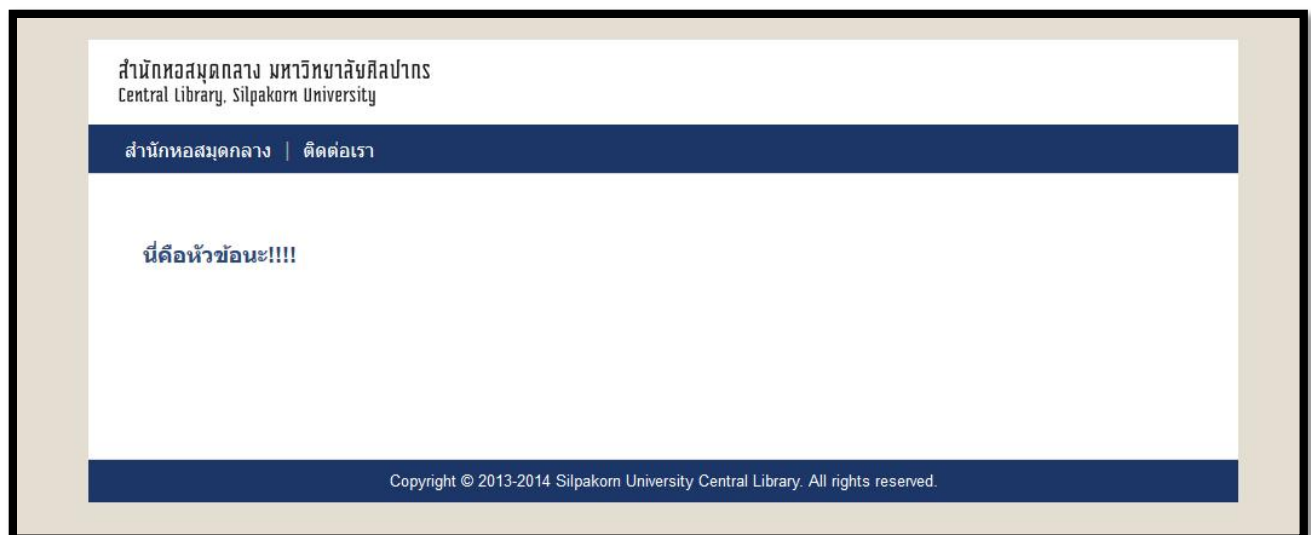 สำนักหอสมุดกลาง มหาวิทยาลัยศิลปากร
Central Library, Silpakorn University
สำนักหอสมุดกลาง | ติดต่อเรา
นี่คือหัวข้อนะ!!!!
Copyright © 2013-2014 Silpakorn University Central Library. All rights reserved.